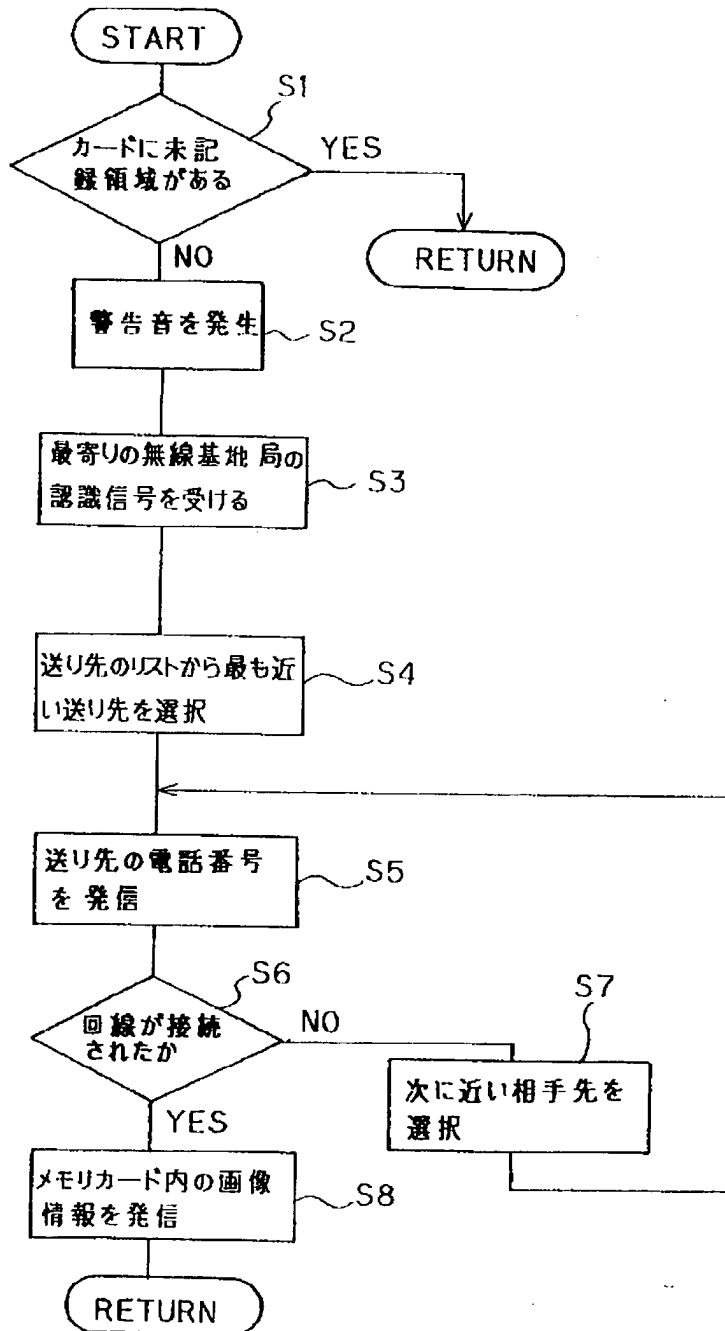 START
S1
カードに未記
録領域がある
YES
RETURN
NO
警告音を発生
S2
最寄りの無線基地局の
認識信号を受ける
S3
送り先のリストから最も近
い送り先を選択
S4
送り先の電話番号
を発信
S5
S6
回線が接続
されたか
NO
S7
次に近い相手先を
選択
YES
メモリカード内の画像
情報を発信
S8
RETURN